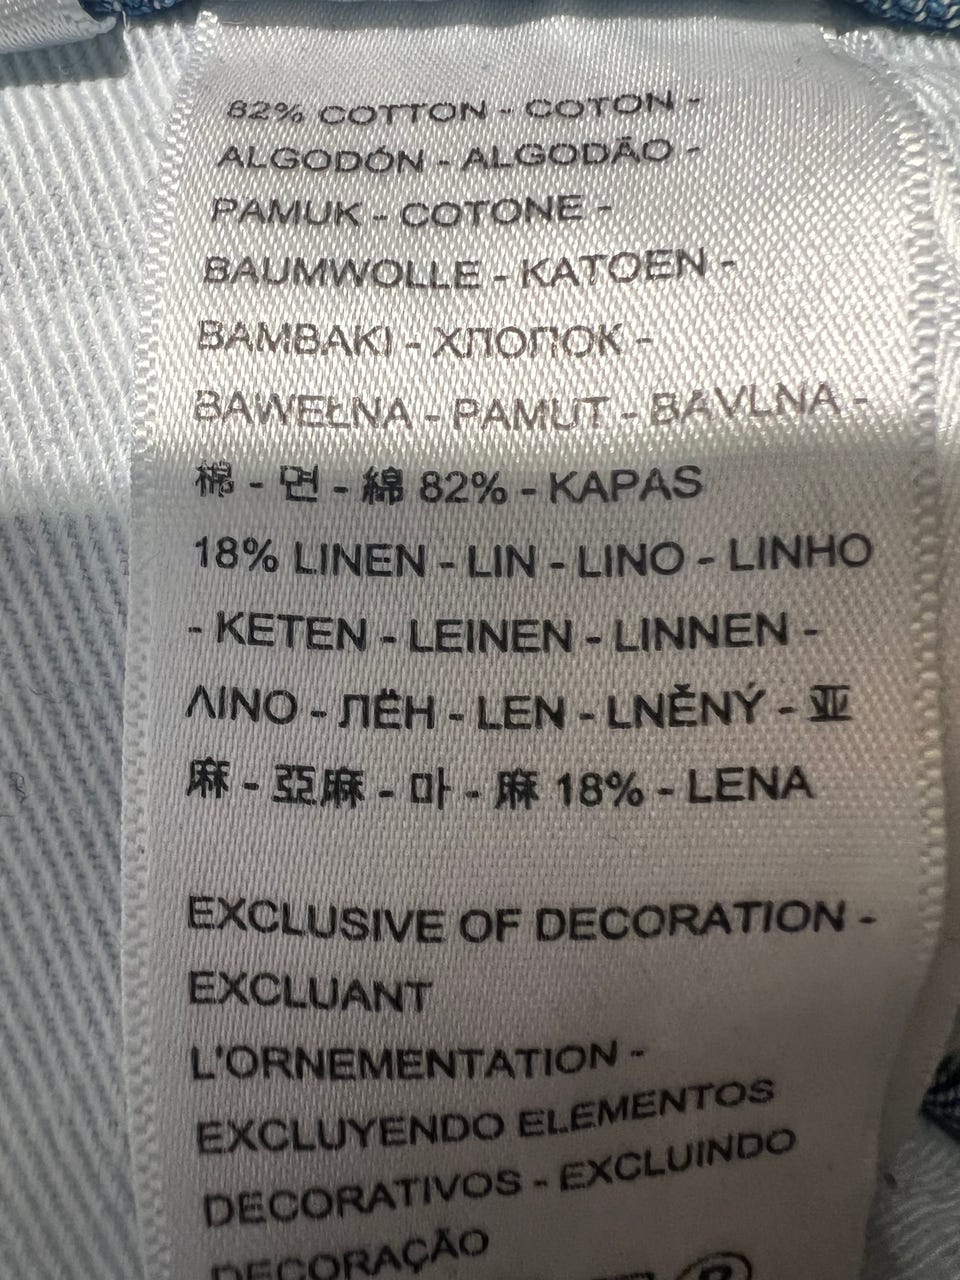 82% COTTON - COTON -
ALGODÓN - ALGODÃO -
PAMUK - COTONE -
BAUMWOLLE - KATOEN -
BAMBAKI - ХЛОПОК -
BAWEŁNA - PAMUT - BAVLNA -
棉 - 면 - 綿 82% - KAPAS
18% LINEN - LIN - LINO - LINHO
- KETEN - LEINEN - LINNEN -
ΛΙΝΟ - ЛЁН - LEN - LNĚNÝ - 亚
麻 - 亞麻 - 마 - 麻 18% - LENA
EXCLUSIVE OF DECORATION -
EXCLUANT
L'ORNEMENTATION -
EXCLUYENDO ELEMENTOS
DECORATIVOS - EXCLUINDO
DECORAÇÃO